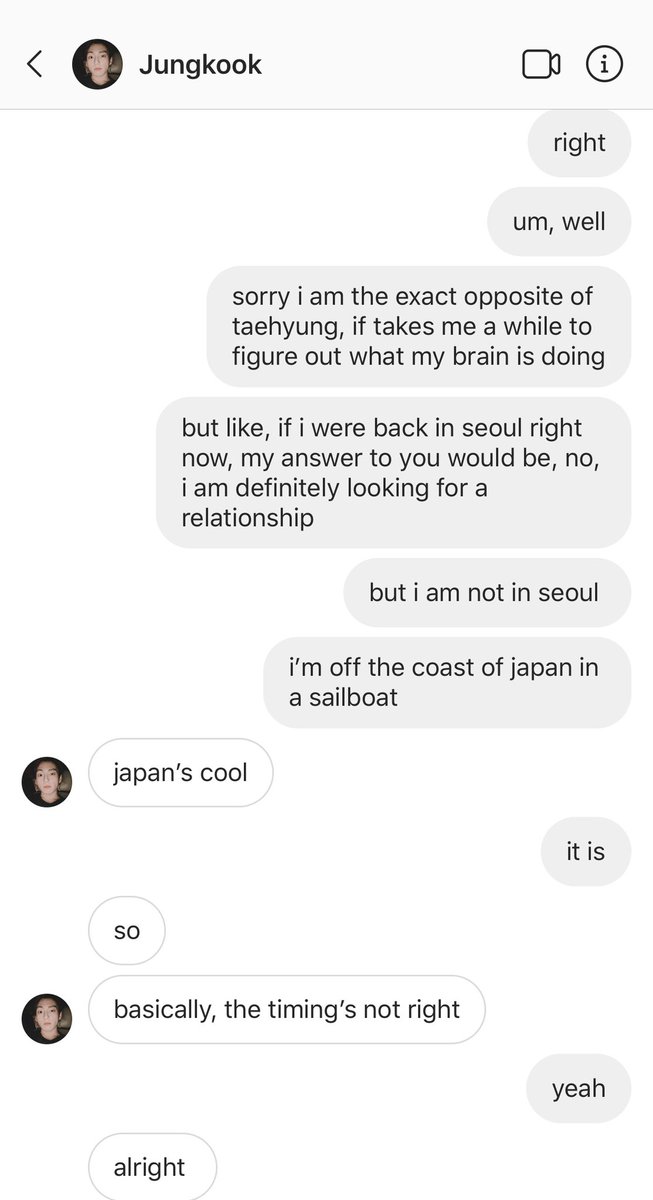 Jungkook
right
um, well
sorry i am the exact opposite of
taehyung, if takes me a while to
figure out what my brain is doing
but like, if i were back in seoul right
now, my answer to you would be, no,
i am definitely looking for a
relationship
but i am not in seoul
i’m off the coast of japan in
a sailboat
japan’s cool
it is
so
basically, the timing’s not right
yeah
alright